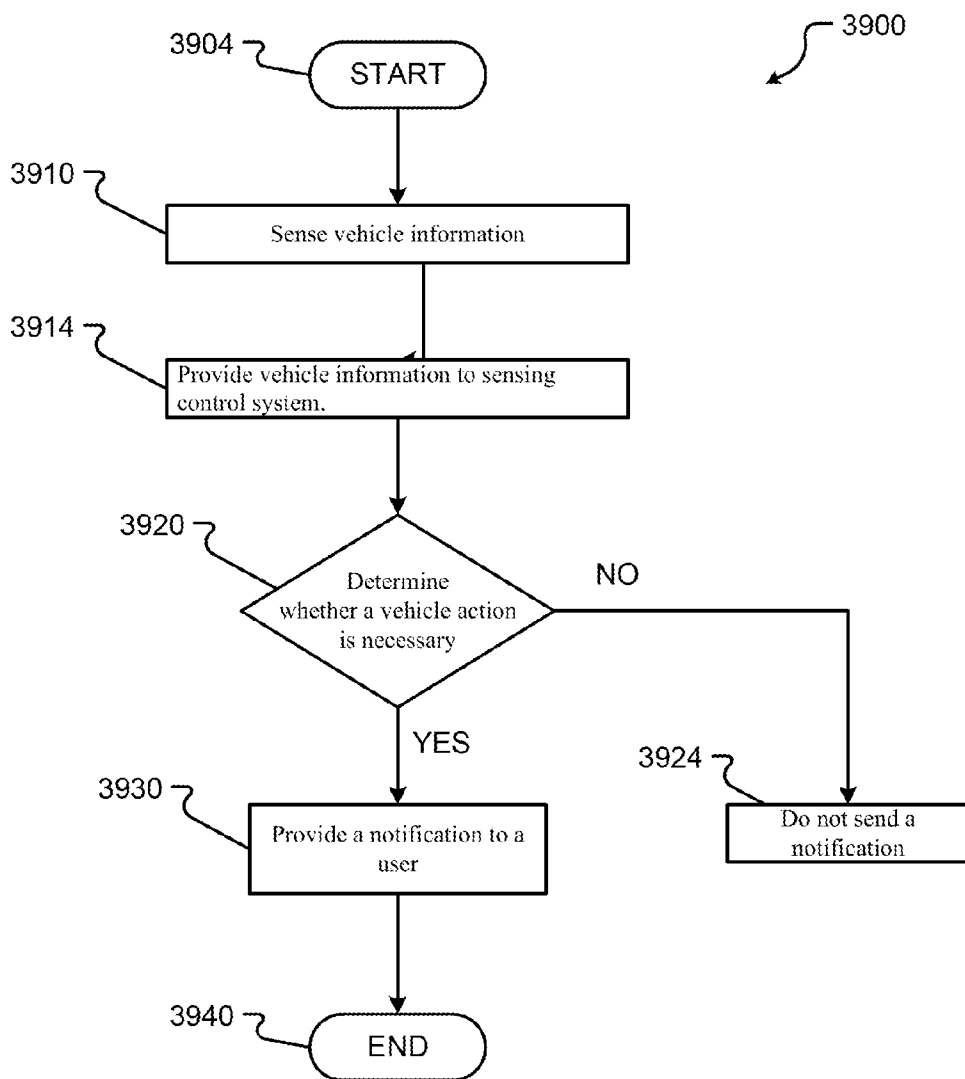 3900
3904
START
3910
Sense vehicle information
3914
Provide vehicle information to sensing
control system.
3920
Determine
whether a vehicle action
is necessary
NO
YES
3930
Provide a notification to a
user
3924
Do not send a
notification
3940
END